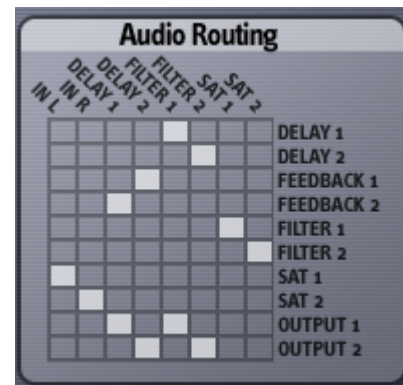 Audio Routing
IN L
IN R
DELAY 1
DELAY 2
FILTER 1
FILTER 2
SAT 1
SAT 2
DELAY 1
DELAY 2
FEEDBACK 1
FEEDBACK 2
FILTER 1
FILTER 2
SAT 1
SAT 2
OUTPUT 1
OUTPUT 2